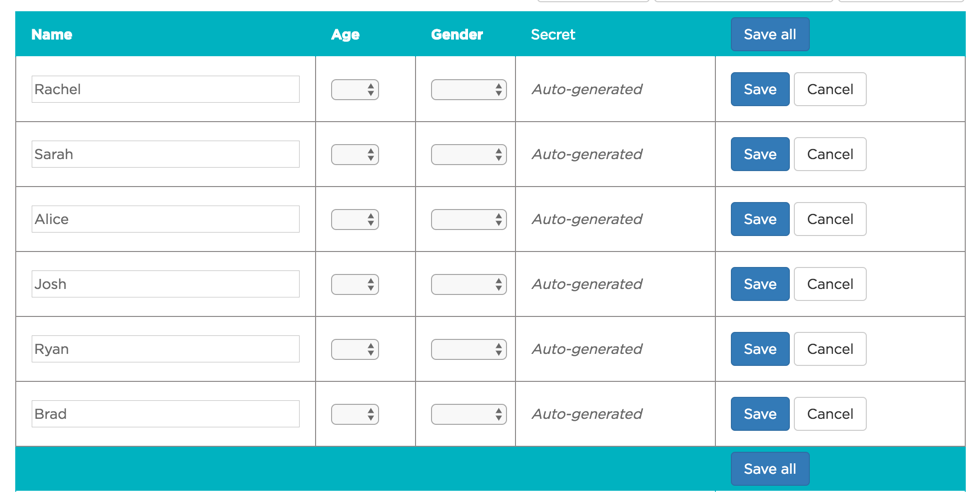 Name Age Gender Secret Save all
Rachel Auto-generated Save Cancel
Sarah Auto-generated Save Cancel
Alice Auto-generated Save Cancel
Josh Auto-generated Save Cancel
Ryan Auto-generated Save Cancel
Brad Auto-generated Save Cancel
Save all